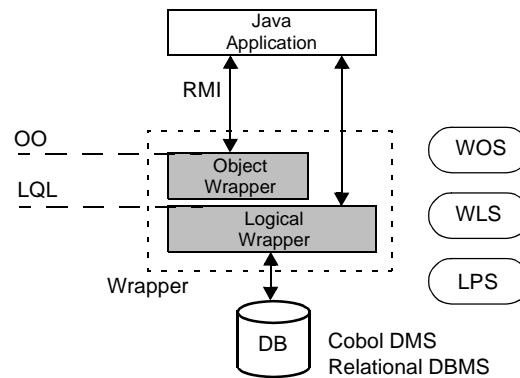 Java
Application
RMI
OO
Object
Wrapper
WOS
LQL
Logical
Wrapper
WLS
Wrapper
LPS
DB
Cobol DMS
Relational DBMS